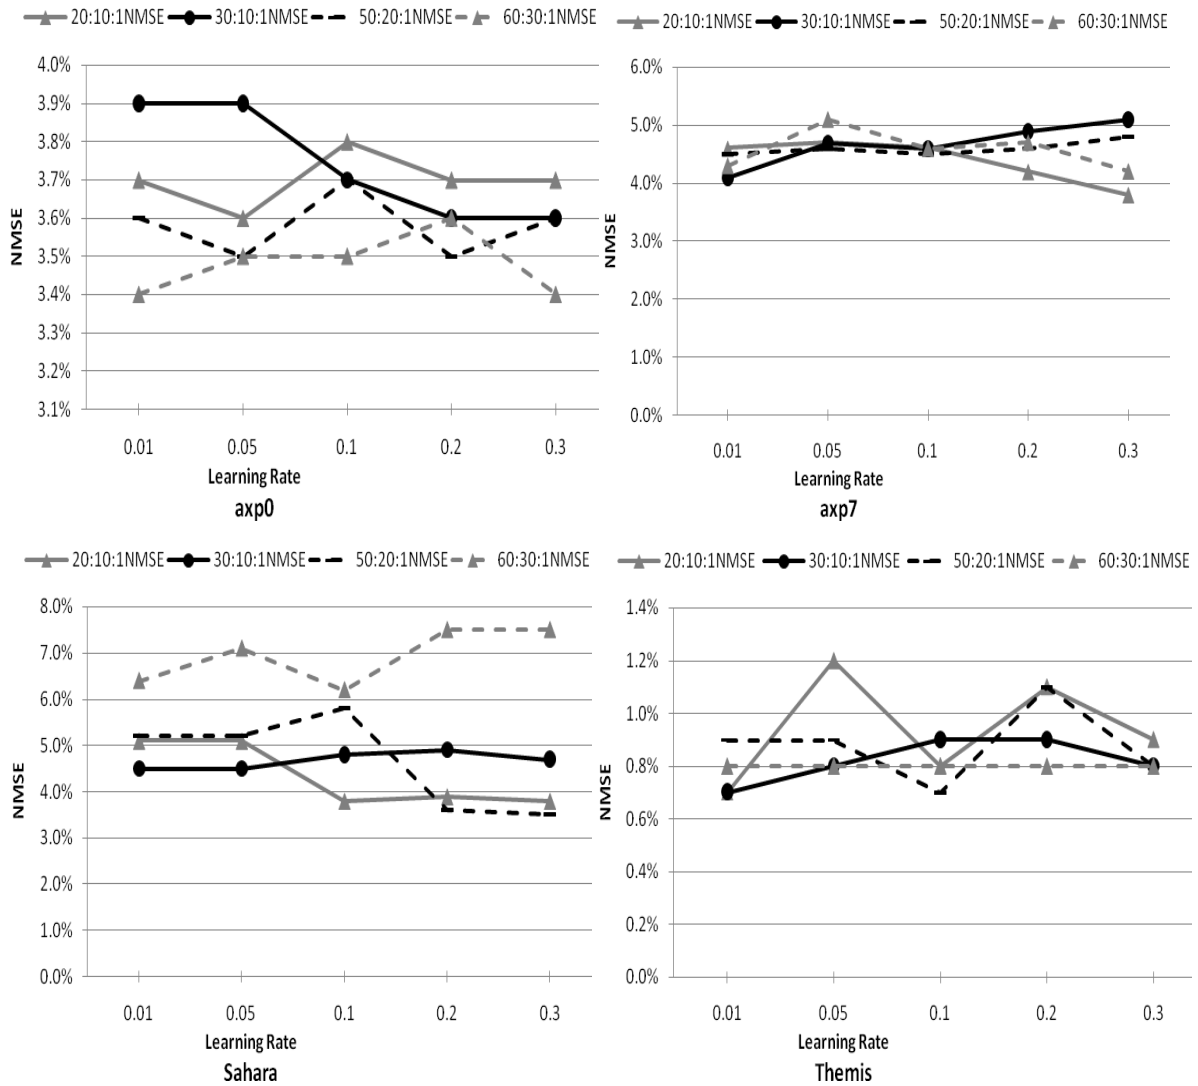 20:10:1NMSE 30:10:1NMSE 50:20:1NMSE 60:30:1NMSE
4.0%
3.9%
3.8%
3.7%
3.6%
3.5%
3.4%
3.3%
3.2%
3.1%
NMSE
0.01 0.05 0.1 0.2 0.3
Learning Rate
axp0
20:10:1NMSE 30:10:1NMSE 50:20:1NMSE 60:30:1NMSE
6.0%
5.0%
4.0%
3.0%
2.0%
1.0%
0.0%
NMSE
0.01 0.05 0.1 0.2 0.3
Learning Rate
axp7
20:10:1NMSE 30:10:1NMSE 50:20:1NMSE 60:30:1NMSE
8.0%
7.0%
6.0%
5.0%
4.0%
3.0%
2.0%
1.0%
0.0%
NMSE
0.01 0.05 0.1 0.2 0.3
Learning Rate
Sahara
20:10:1NMSE 30:10:1NMSE 50:20:1NMSE 60:30:1NMSE
1.4%
1.2%
1.0%
0.8%
0.6%
0.4%
0.2%
0.0%
NMSE
0.01 0.05 0.1 0.2 0.3
Learning Rate
Themis